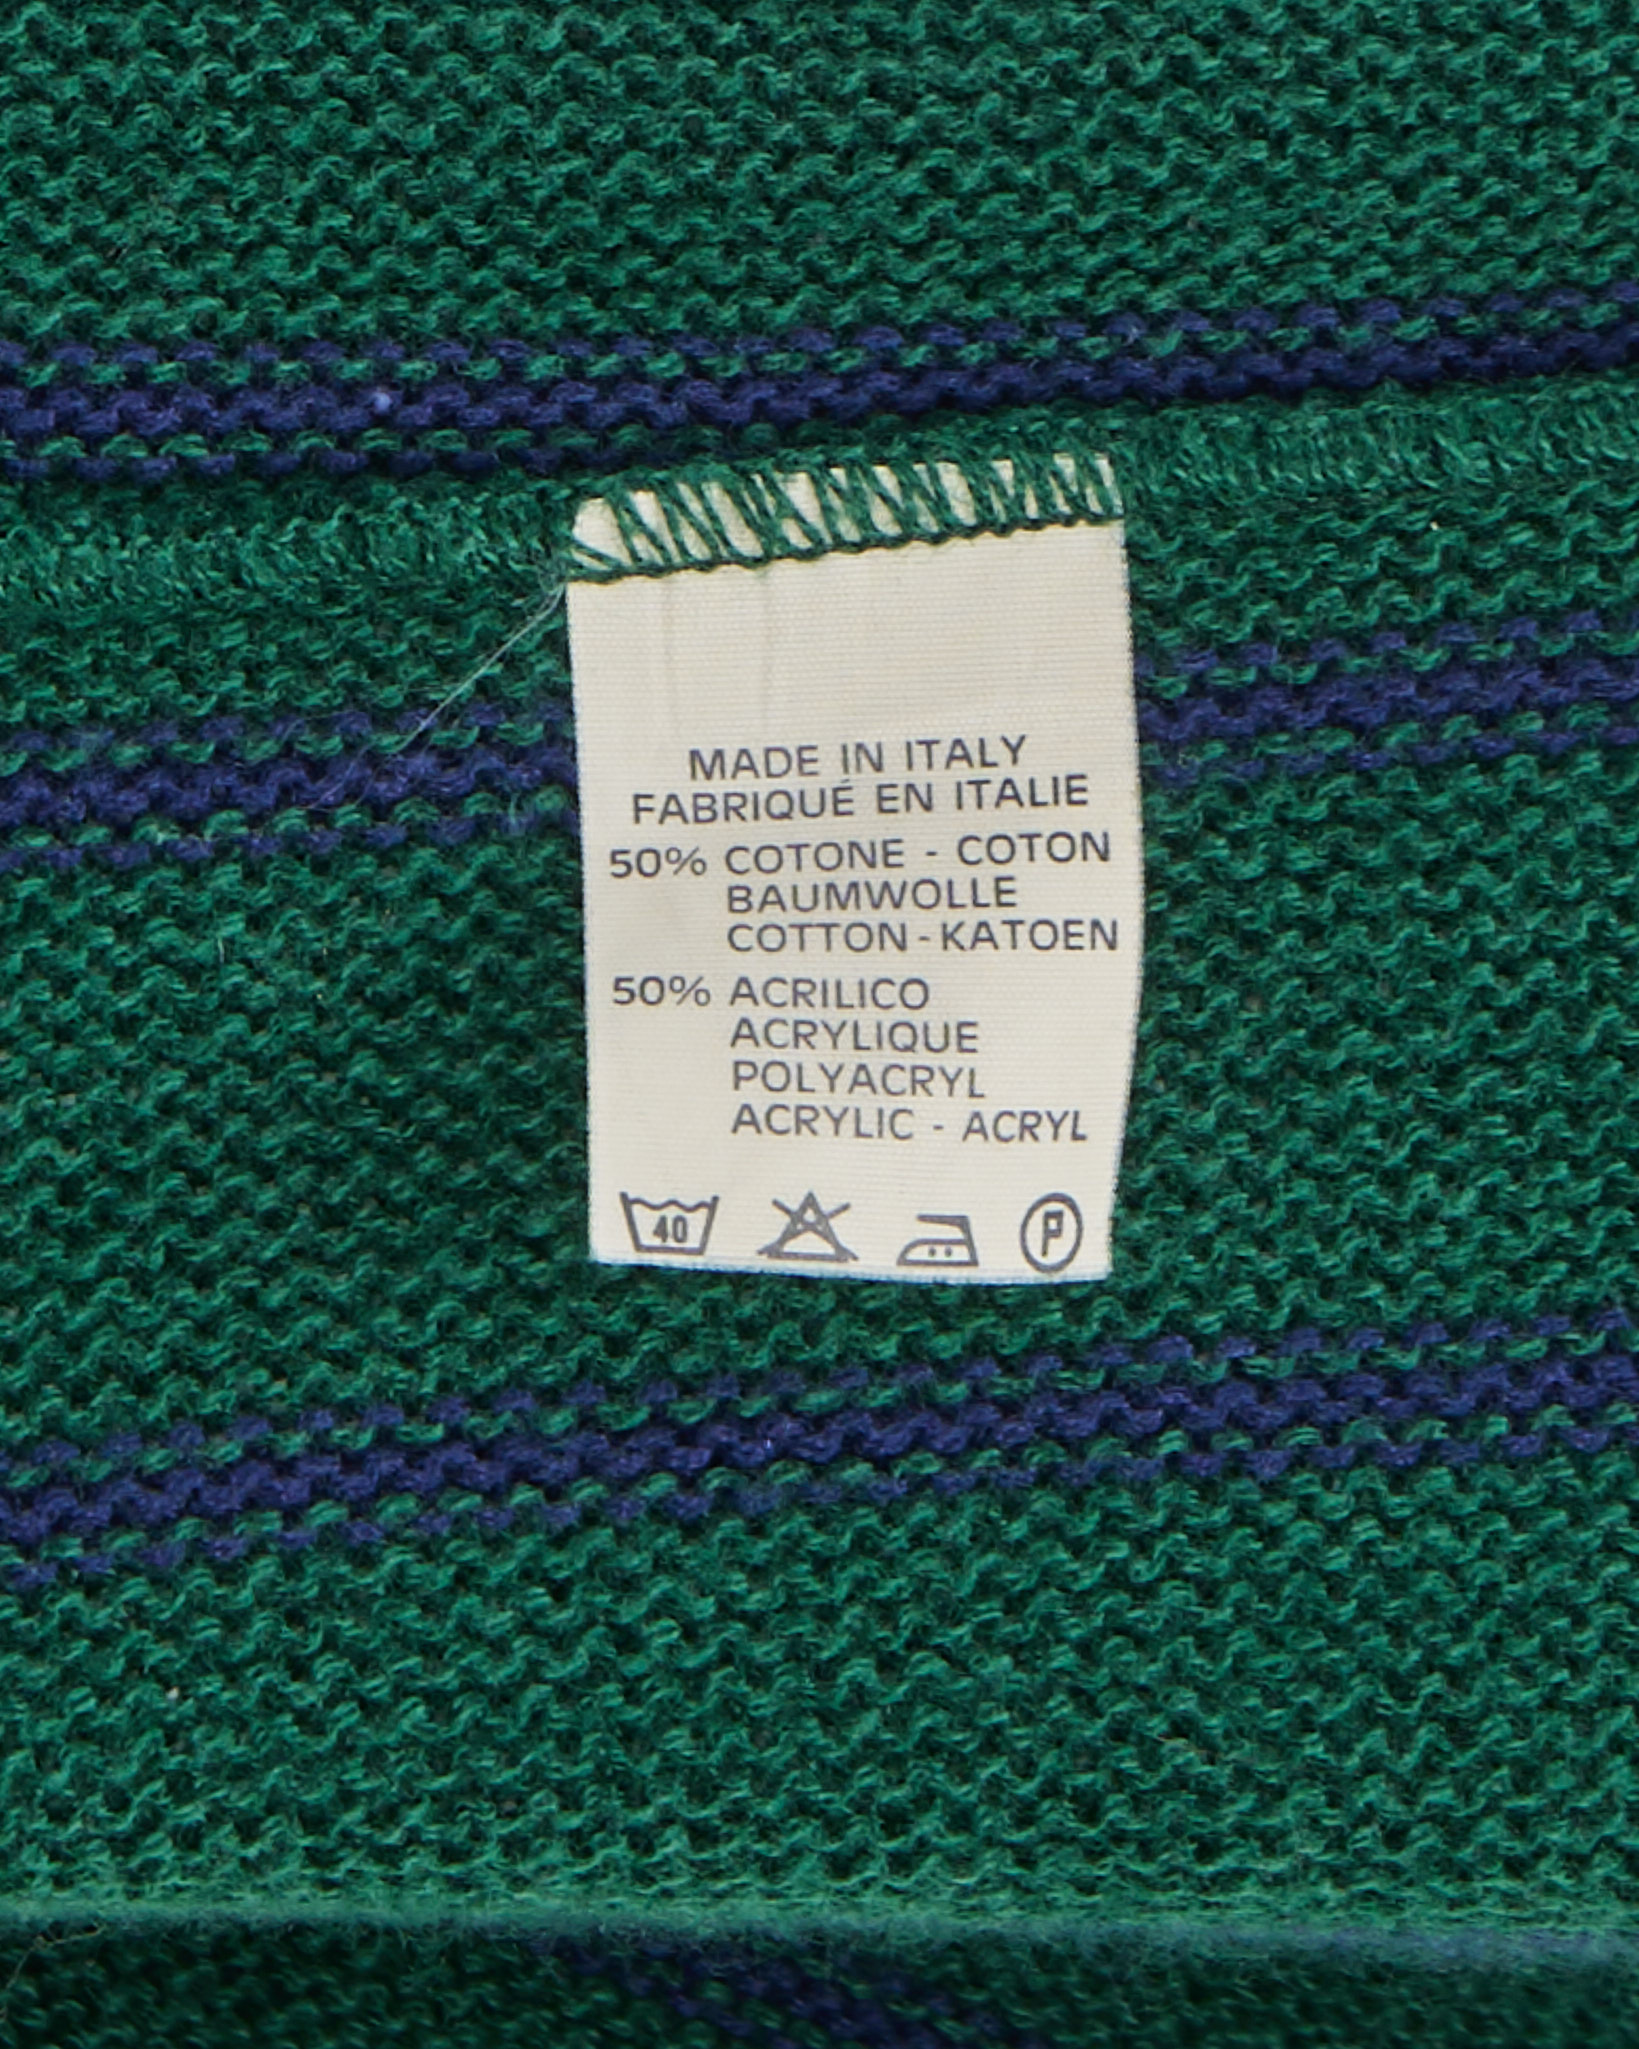 MADE IN ITALY
FABRIQUÉ EN ITALIE
50% COTONE - COTON
BAUMWOLLE
COTTON - KATOEN
50% ACRILICO
ACRYLIQUE
POLYACRYL
ACRYLIC - ACRYL
40 P